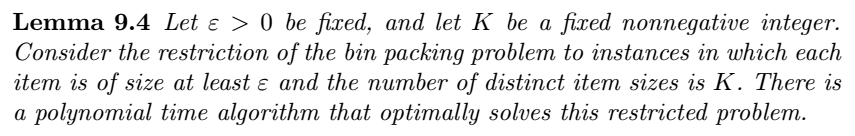 Lemma 9.4 Let ε > 0 be fixed, and let K be a fixed nonnegative integer.
Consider the restriction of the bin packing problem to instances in which each
item is of size at least ε and the number of distinct item sizes is K. There is
a polynomial time algorithm that optimally solves this restricted problem.